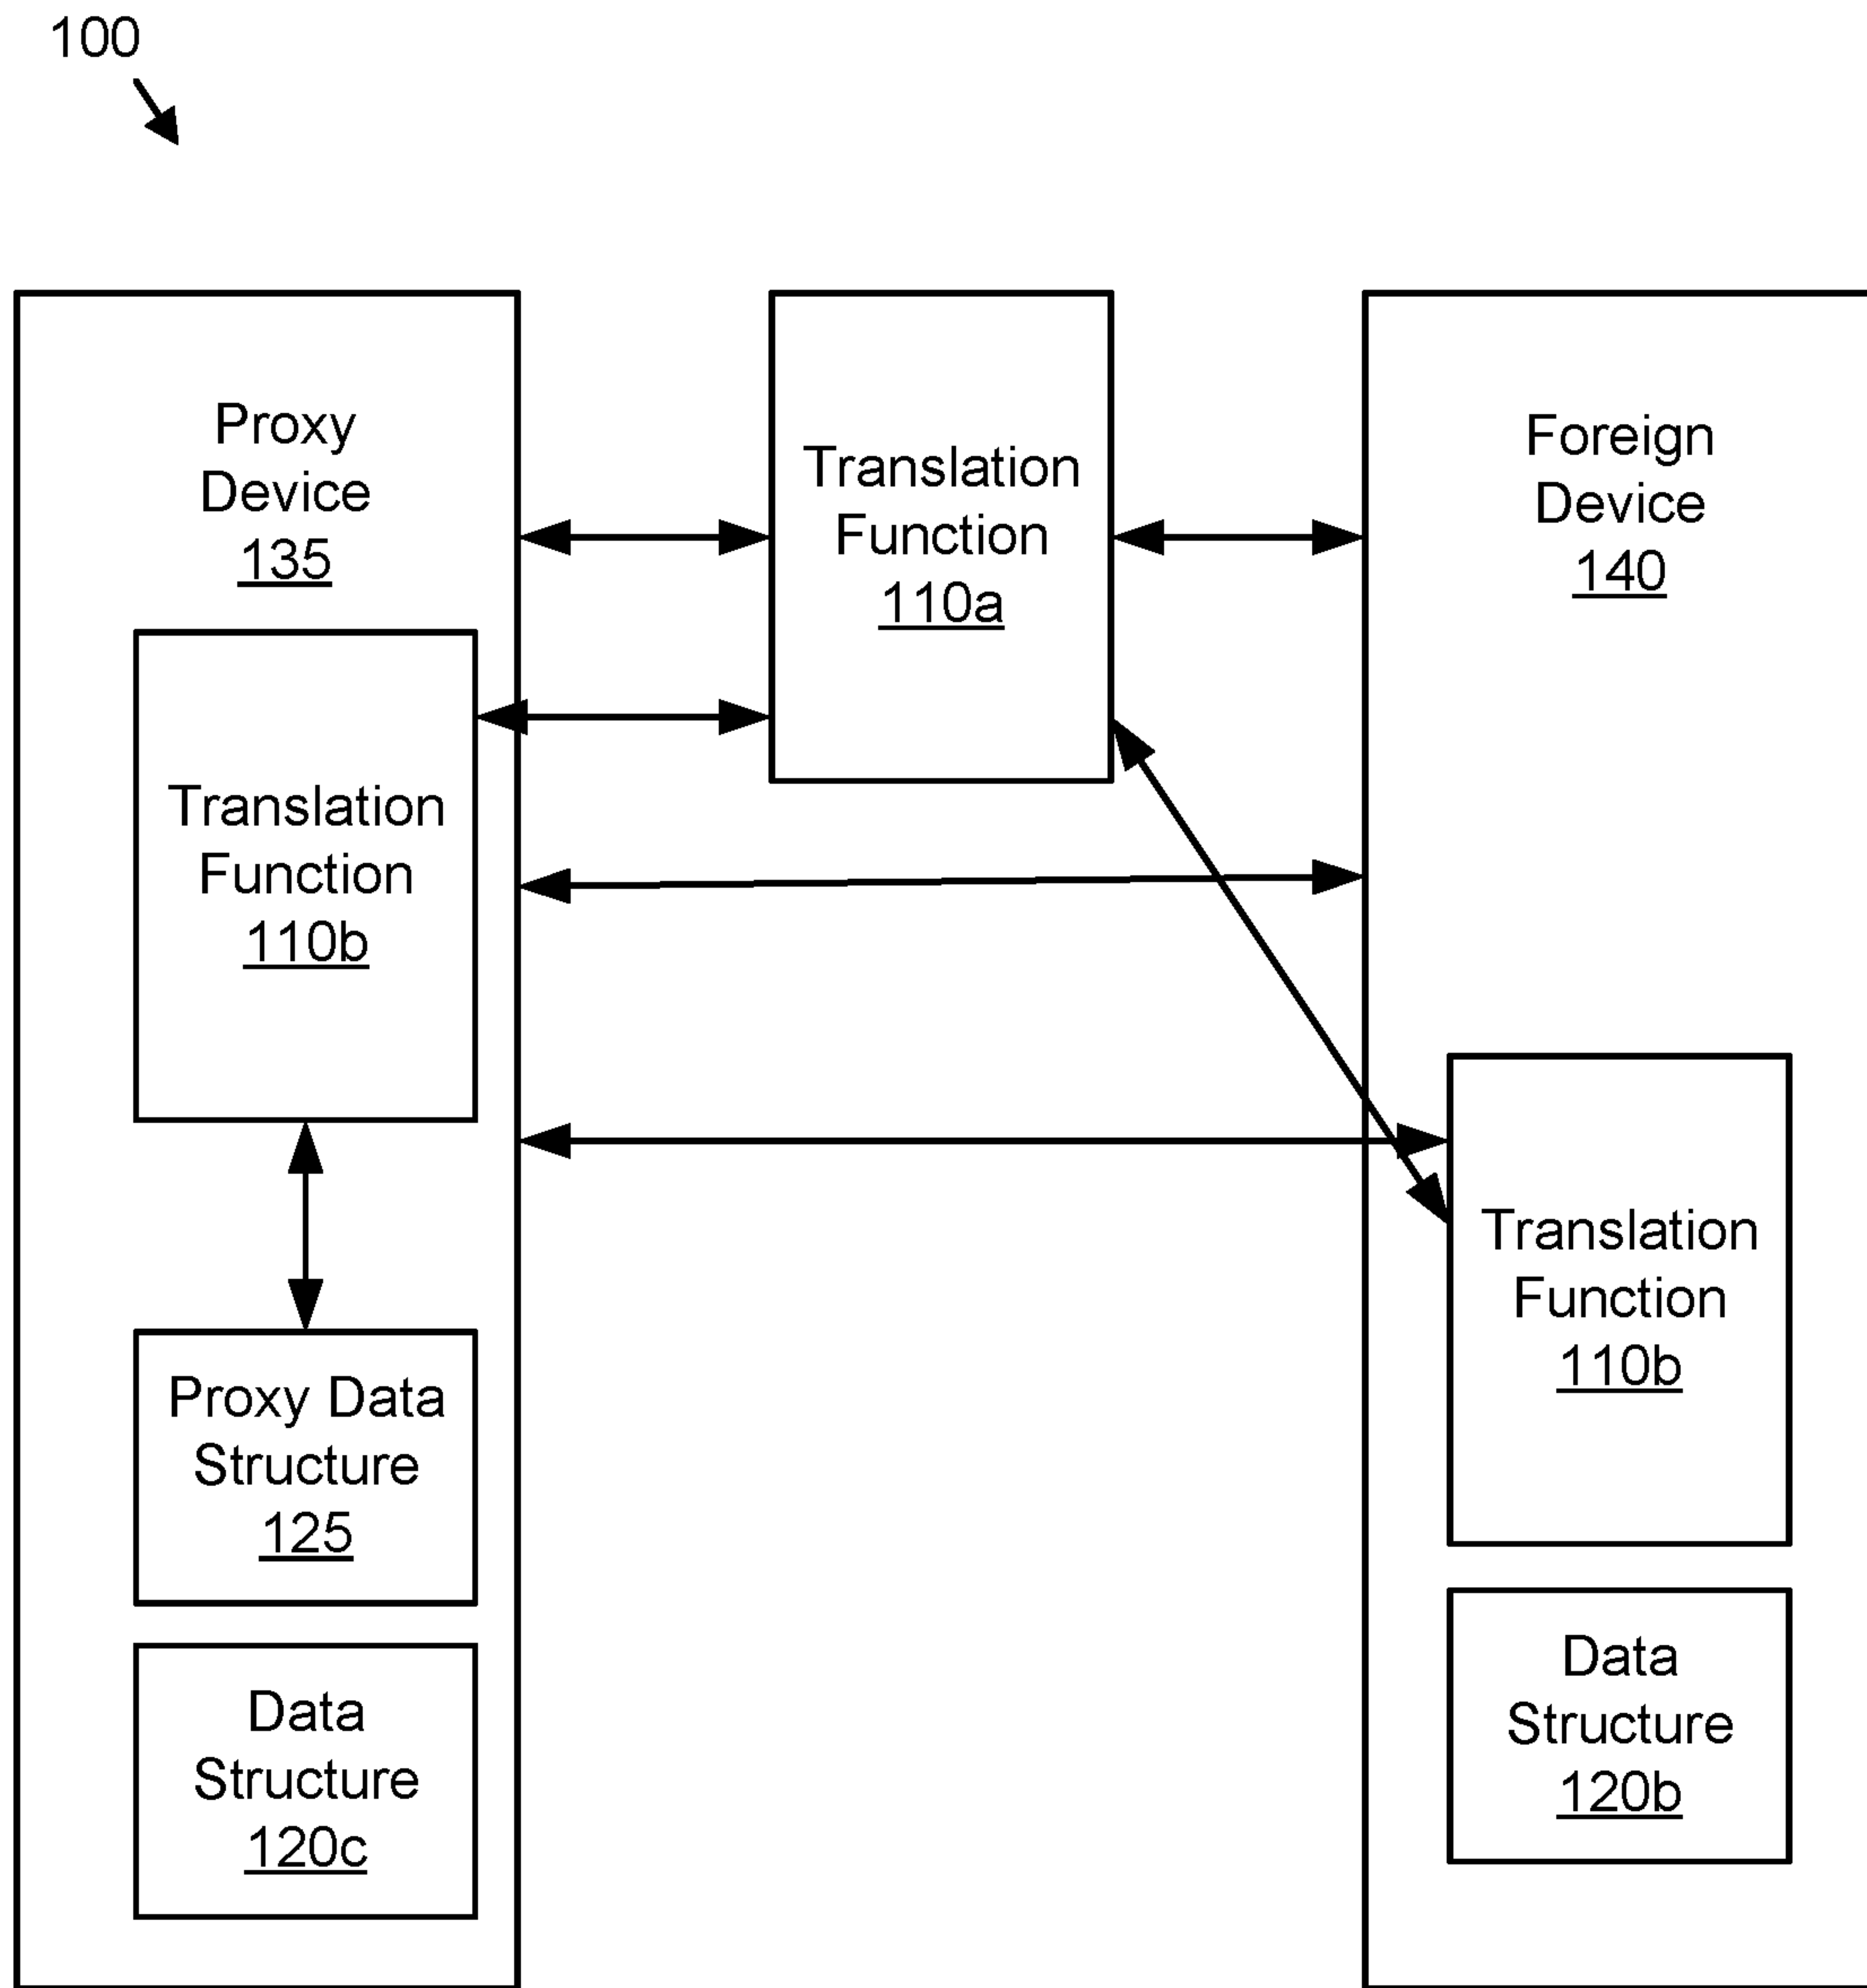 100
Proxy
Device
135
Translation
Function
110b
Proxy Data
Structure
125
Data
Structure
120c
Translation
Function
110a
Foreign
Device
140
Translation
Function
110b
Data
Structure
120b